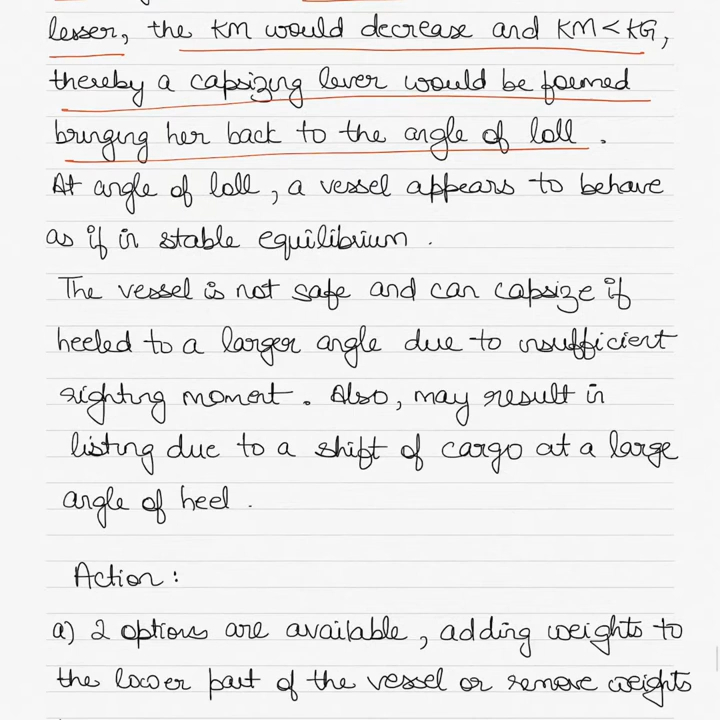 lesser, the KM would decrease and KM < KG,
thereby a capsizing lever would be formed
bringing her back to the angle of loll.
At angle of loll, a vessel appears to behave
as if in stable equilibrium.
The vessel is not safe and can capsize if
heeled to a larger angle due to insufficient
righting moment. Also, may result in
listing due to a shift of cargo at a large
angle of heel.
Action:
a) 2 options are available, adding weights to
the lower part of the vessel or remove weights